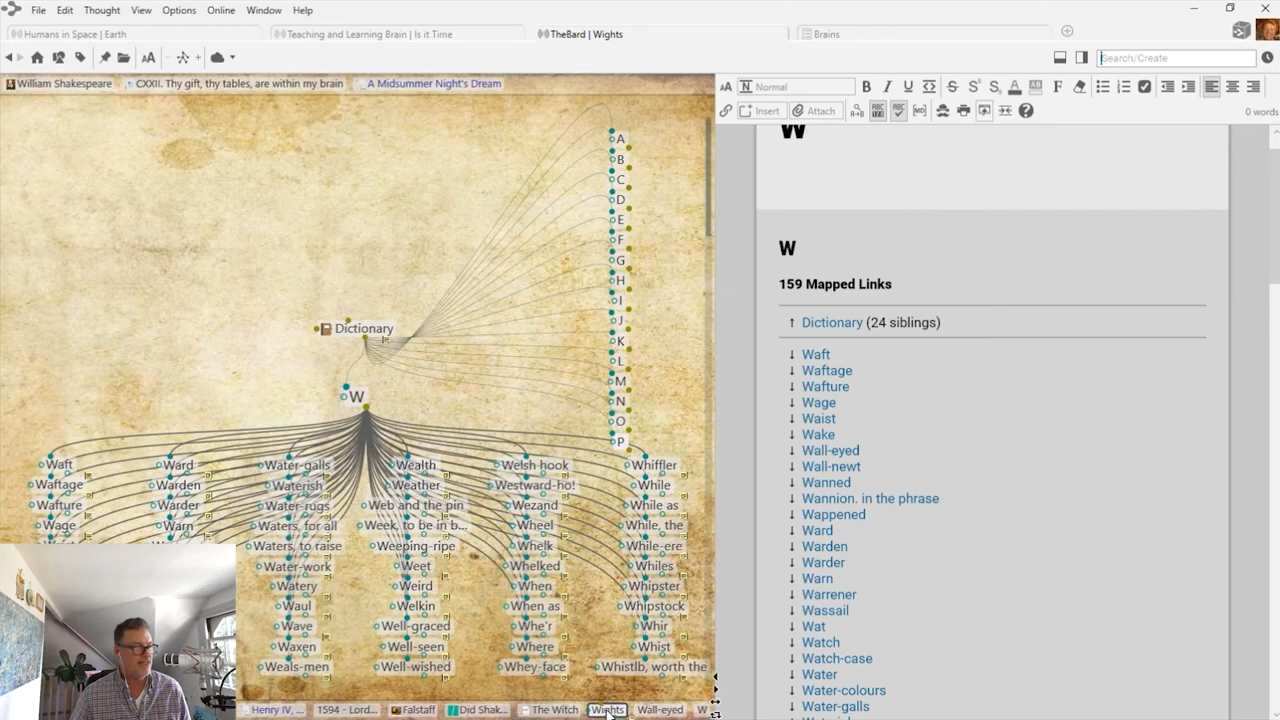 File Edit Thought View Options Online Window Help
Humans in Space | Earth
Teaching and Learning Brain | Is it Time
TheBard | Wights
Brains
Search/Create
William Shakespeare
CXXII. Thy gift, thy tables, are within my brain
A Midsummer Night's Dream
Normal
Insert
Attach
0 words
A
B
C
D
E
F
G
H
I
J
K
L
M
N
O
P
Dictionary
W
Waft
Waftage
Wafture
Wage
Ward
Warden
Warder
Warn
Water-galls
Waterish
Water-rugs
Waters, for all
Waters, to raise
Water-work
Watery
Waul
Wave
Waxen
Weals-men
Wealth
Weather
Web and the pin
Week, to be in b...
Weeping-ripe
Weet
Weird
Welkin
Well-graced
Well-seen
Well-wished
Welsh hook
Westward-ho!
Wezand
Wheel
Whelk
Whelked
When
When as
Whe'r
Where
Whey-face
Whiffler
While
While as
While, the
While-ere
Whiles
Whipster
Whipstock
Whir
Whist
Whistlb, worth the
Henry IV, ...
1594 - Lord...
Falstaff
Did Shak...
The Witch
Wights
Wall-eyed
W
W
W
159 Mapped Links
Dictionary (24 siblings)
Waft
Waftage
Wafture
Wage
Waist
Wake
Wall-eyed
Wall-newt
Wanned
Wannion. in the phrase
Wappened
Ward
Warden
Warder
Warn
Warrener
Wassail
Wat
Watch
Watch-case
Water
Water-colours
Water-galls